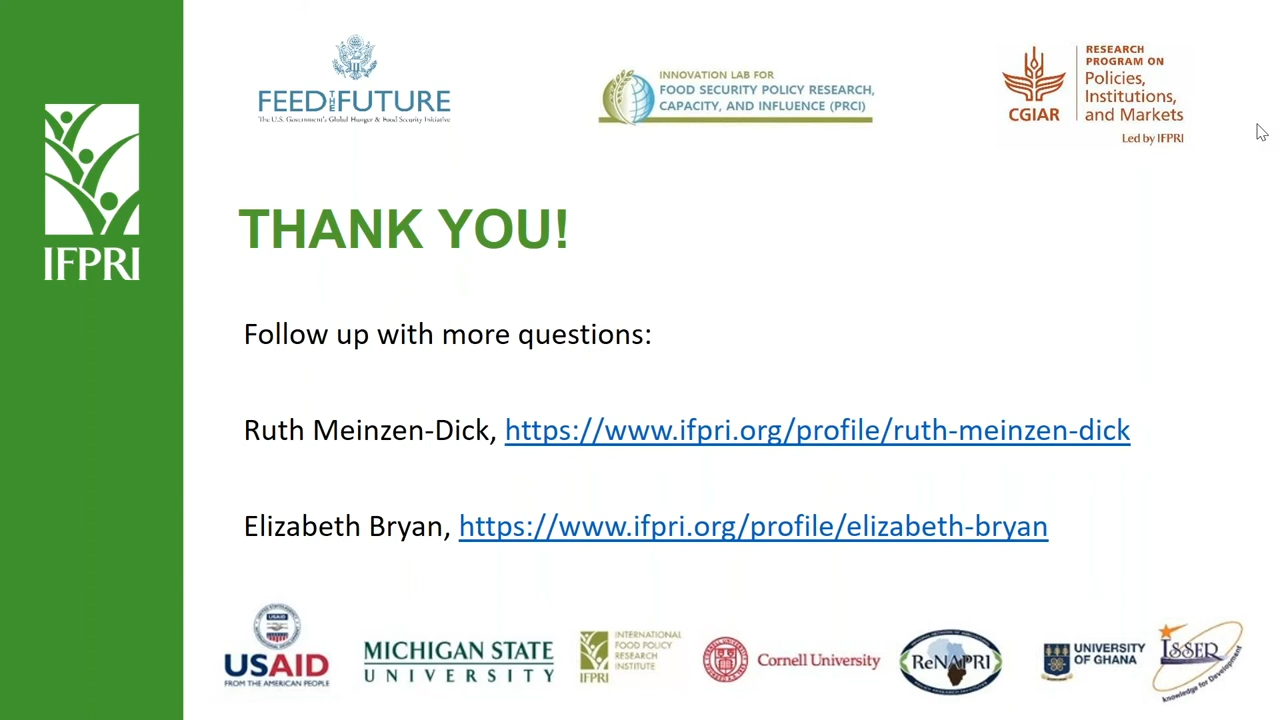 FEED THE FUTURE
The U.S. Government's Global Hunger & Food Security Initiative
INNOVATION LAB FOR
FOOD SECURITY POLICY RESEARCH,
CAPACITY, AND INFLUENCE (PRCI)
CGIAR
RESEARCH
PROGRAM ON
Policies,
Institutions,
and Markets
Led by IFPRI
IFPRI
THANK YOU!
Follow up with more questions:
Ruth Meinzen-Dick, https://www.ifpri.org/profile/ruth-meinzen-dick
Elizabeth Bryan, https://www.ifpri.org/profile/elizabeth-bryan
USAID
USAID
FROM THE AMERICAN PEOPLE
MICHIGAN STATE
UNIVERSITY
IFPRI
INTERNATIONAL
FOOD POLICY
RESEARCH
INSTITUTE
Cornell University
ReNAPRI
UNIVERSITY
OF GHANA
ISSER
knowledge for Development